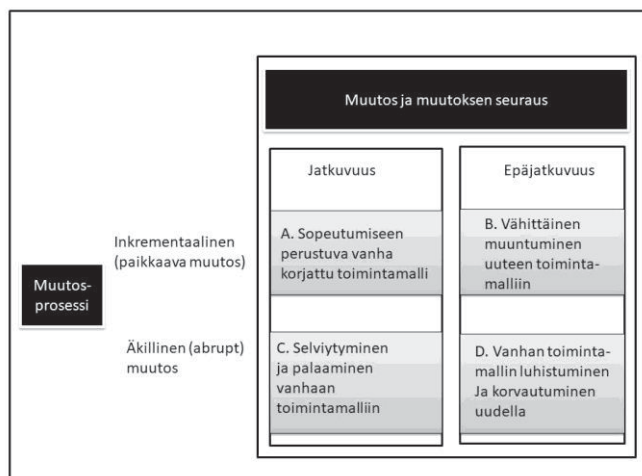 Muutos ja muutoksen seuraus
Jatkuvuus
Epäjatkuvuus
Muutos-
prosessi
Inkrementaalinen
(paikkaava muutos)
A. Sopeutumiseen
perustuva vanha
korjattu toimintamalli
B. Vähittäinen
muuntuminen
uuteen toiminta-
malliin
Äkillinen (abrupt)
muutos
C. Selviytyminen
ja palaaminen
vanhaan
toimintamalliin
D. Vanhan toiminta-
mallin luhistuminen
Ja korvautuminen
uudella